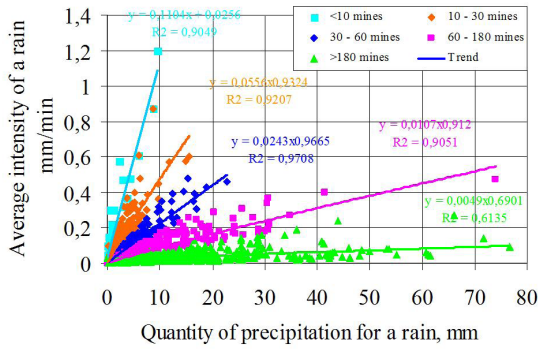 y = 0,1104x + 0,0256
R2 = 0,9049
<10 mines
10 - 30 mines
30 - 60 mines
60 - 180 mines
>180 mines
Trend
y = 0,0556x0,9324
R2 = 0,9207
y = 0,0243x0,9665
R2 = 0,9708
y = 0,0107x0,912
R2 = 0,9051
y = 0,0049x0,6901
R2 = 0,6135
Average intensity of a rain
mm/min
1,4
1,2
1
0,8
0,6
0,4
0,2
0
0 10 20 30 40 50 60 70 80
Quantity of precipitation for a rain, mm